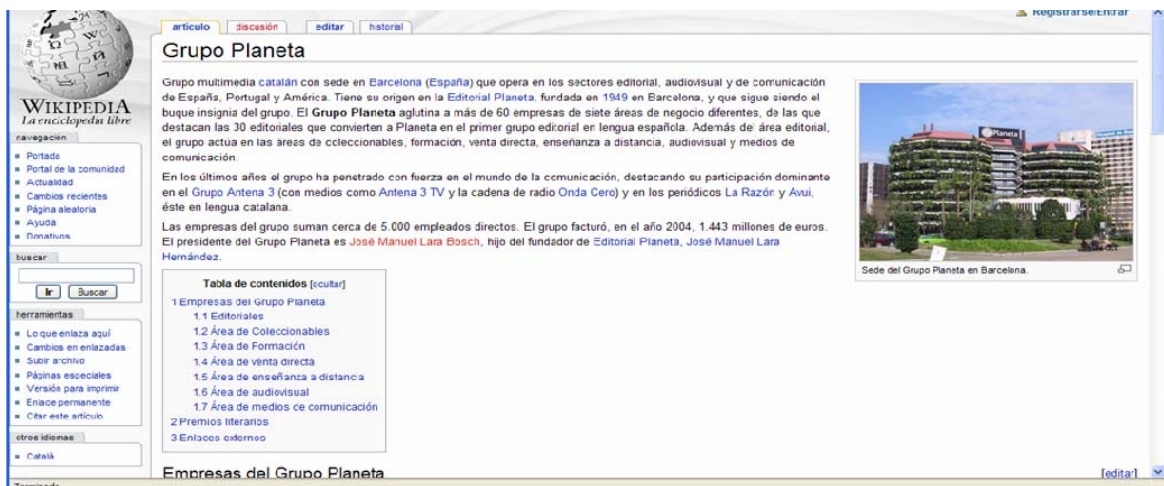 Registrarse/Entrar
artículo discusión editar historial
Grupo Planeta
Grupo multimedia catalán con sede en Barcelona (España) que opera en los sectores editorial, audiovisual y de comunicación
de España, Portugal y América. Tiene su origen en la Editorial Planeta, fundada en 1949 en Barcelona, y que sigue siendo el
buque insignia del grupo. El Grupo Planeta aglutina a más de 60 empresas de siete áreas de negocio diferentes, de las que
destacan las 30 editoriales que convierten a Planeta en el primer grupo editorial en lengua española. Además del área editorial,
el grupo actúa en las áreas de coleccionables, formación, venta directa, enseñanza a distancia, audiovisual y medios de
comunicación.
En los últimos años el grupo ha penetrado con fuerza en el mundo de la comunicación, destacando su participación dominante
en el Grupo Antena 3 (con medios como Antena 3 TV y la cadena de radio Onda Cero) y en los periódicos La Razón y Avui,
éste en lengua catalana.
Las empresas del grupo suman cerca de 5.000 empleados directos. El grupo facturó, en el año 2004, 1.443 millones de euros.
El presidente del Grupo Planeta es José Manuel Lara Bosch, hijo del fundador de Editorial Planeta, José Manuel Lara
Hernández.
Planeta
Sede del Grupo Planeta en Barcelona.
WIKIPEDIA
La enciclopedia libre
navegación
Portada
Portal de la comunidad
Actualidad
Cambios recientes
Página aleatoria
Ayuda
Donativos
buscar
Ir Buscar
herramientas
Lo que enlaza aquí
Cambios en enlazadas
Subir archivo
Páginas especiales
Versión para imprimir
Enlace permanente
Citar este artículo
otros idiomas
Català
Tabla de contenidos [ocultar]
1 Empresas del Grupo Planeta
1.1 Editoriales
1.2 Área de Coleccionables
1.3 Área de Formación
1.4 Área de venta directa
1.5 Área de enseñanza a distancia
1.6 Área de audiovisual
1.7 Área de medios de comunicación
2 Premios literarios
3 Enlaces externos
Empresas del Grupo Planeta [editar]